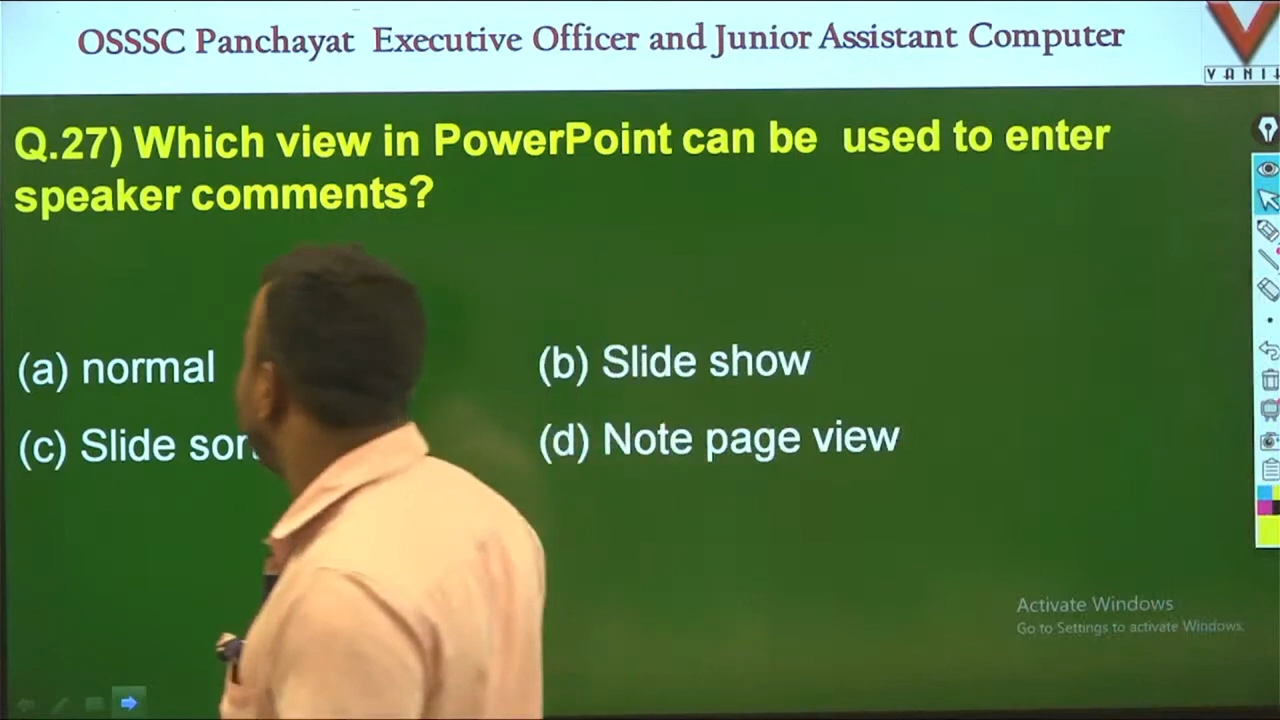 OSSSC Panchayat Executive Officer and Junior Assistant Computer
Q.27) Which view in PowerPoint can be used to enter
speaker comments?
(a) normal
(b) Slide show
(c) Slide
(d) Note page view
Activate Windows
Go to Settings to activate Windows.